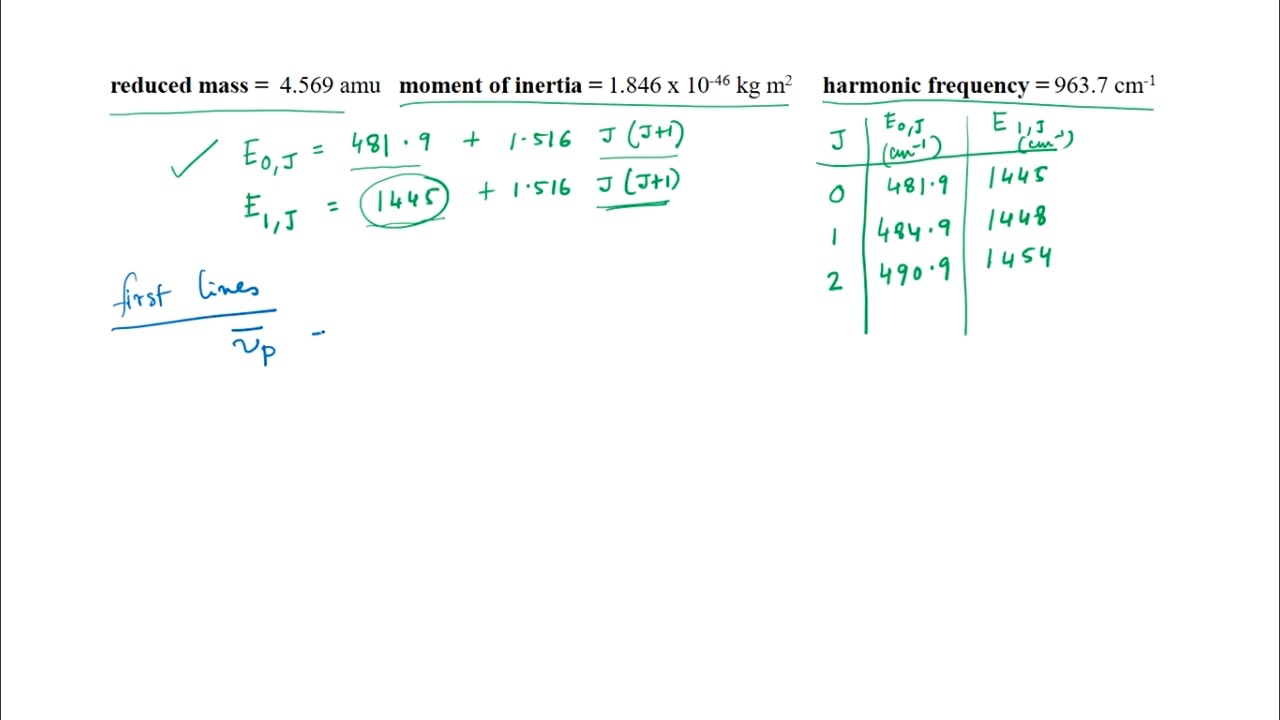 reduced mass = 4.569 amu moment of inertia = 1.846 x 10⁻⁴⁶ kg m² harmonic frequency = 963.7 cm⁻¹
✓ E₀,J = 481.9 + 1.516 J (J+1)
E₁,J = 1445 + 1.516 J (J+1)
J E₀,J (cm⁻¹) E₁,J (cm⁻¹)
0 481.9 1445
1 484.9 1448
2 490.9 1454
first lines
ν̅p -